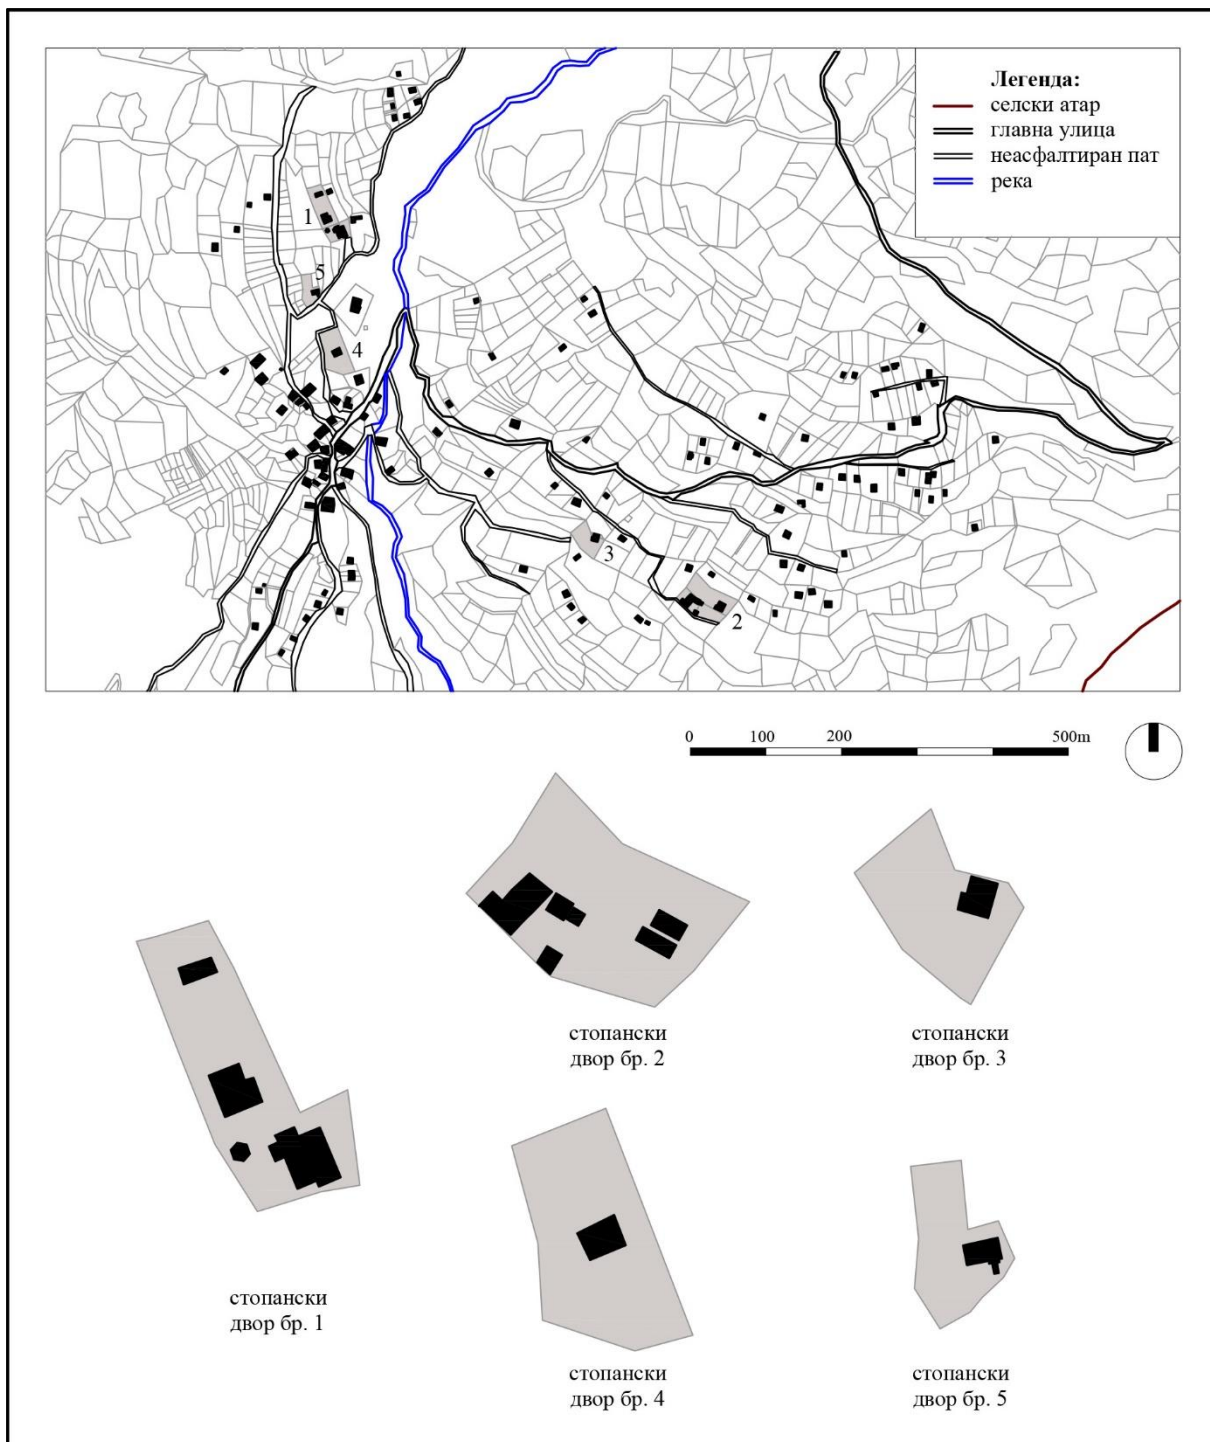 Легенда:
селски атар
главна улица
неасфалтиран пат
река
1
5
4
3
2
0 100 200 500m
стопански
двор бр. 2
стопански
двор бр. 3
стопански
двор бр. 1
стопански
двор бр. 4
стопански
двор бр. 5